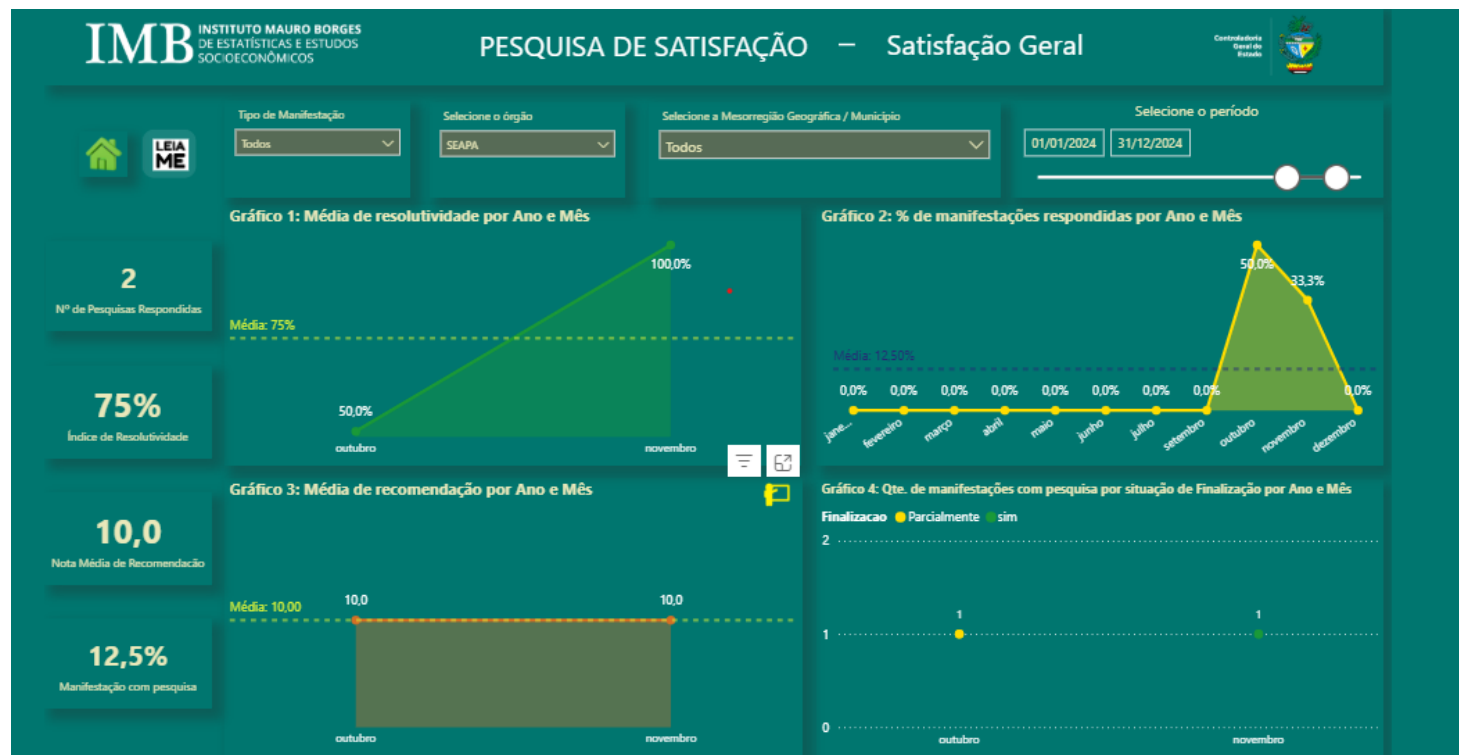 IMB INSTITUTO MAURO BORGES
DE ESTATÍSTICAS E ESTUDOS
SOCIOECONÔMICOS
PESQUISA DE SATISFAÇÃO – Satisfação Geral
Controladoria
Geral do
Estado
LEIA
ME
Tipo de Manifestação
Todos
Selecione o órgão
SEAPA
Selecione a Mesorregião Geográfica / Município
Todos
Selecione o período
01/01/2024 31/12/2024
2
Nº de Pesquisas Respondidas
75%
Índice de Resolutividade
10,0
Nota Média de Recomendacão
12,5%
Manifestação com pesquisa
Gráfico 1: Média de resolutividade por Ano e Mês
100,0%
Média: 75%
50,0%
outubro novembro
Gráfico 2: % de manifestações respondidas por Ano e Mês
50,0%
33,3%
Média: 12,50%
0,0% 0,0% 0,0% 0,0% 0,0% 0,0% 0,0% 0,0% 0,0%
jane... fevereiro março abril maio junho julho setembro outubro novembro dezembro
Gráfico 3: Média de recomendação por Ano e Mês
Média: 10,00
10,0 10,0
outubro novembro
Gráfico 4: Qte. de manifestações com pesquisa por situação de Finalização por Ano e Mês
Finalizacao Parcialmente sim
2
1 1
1
0
outubro novembro